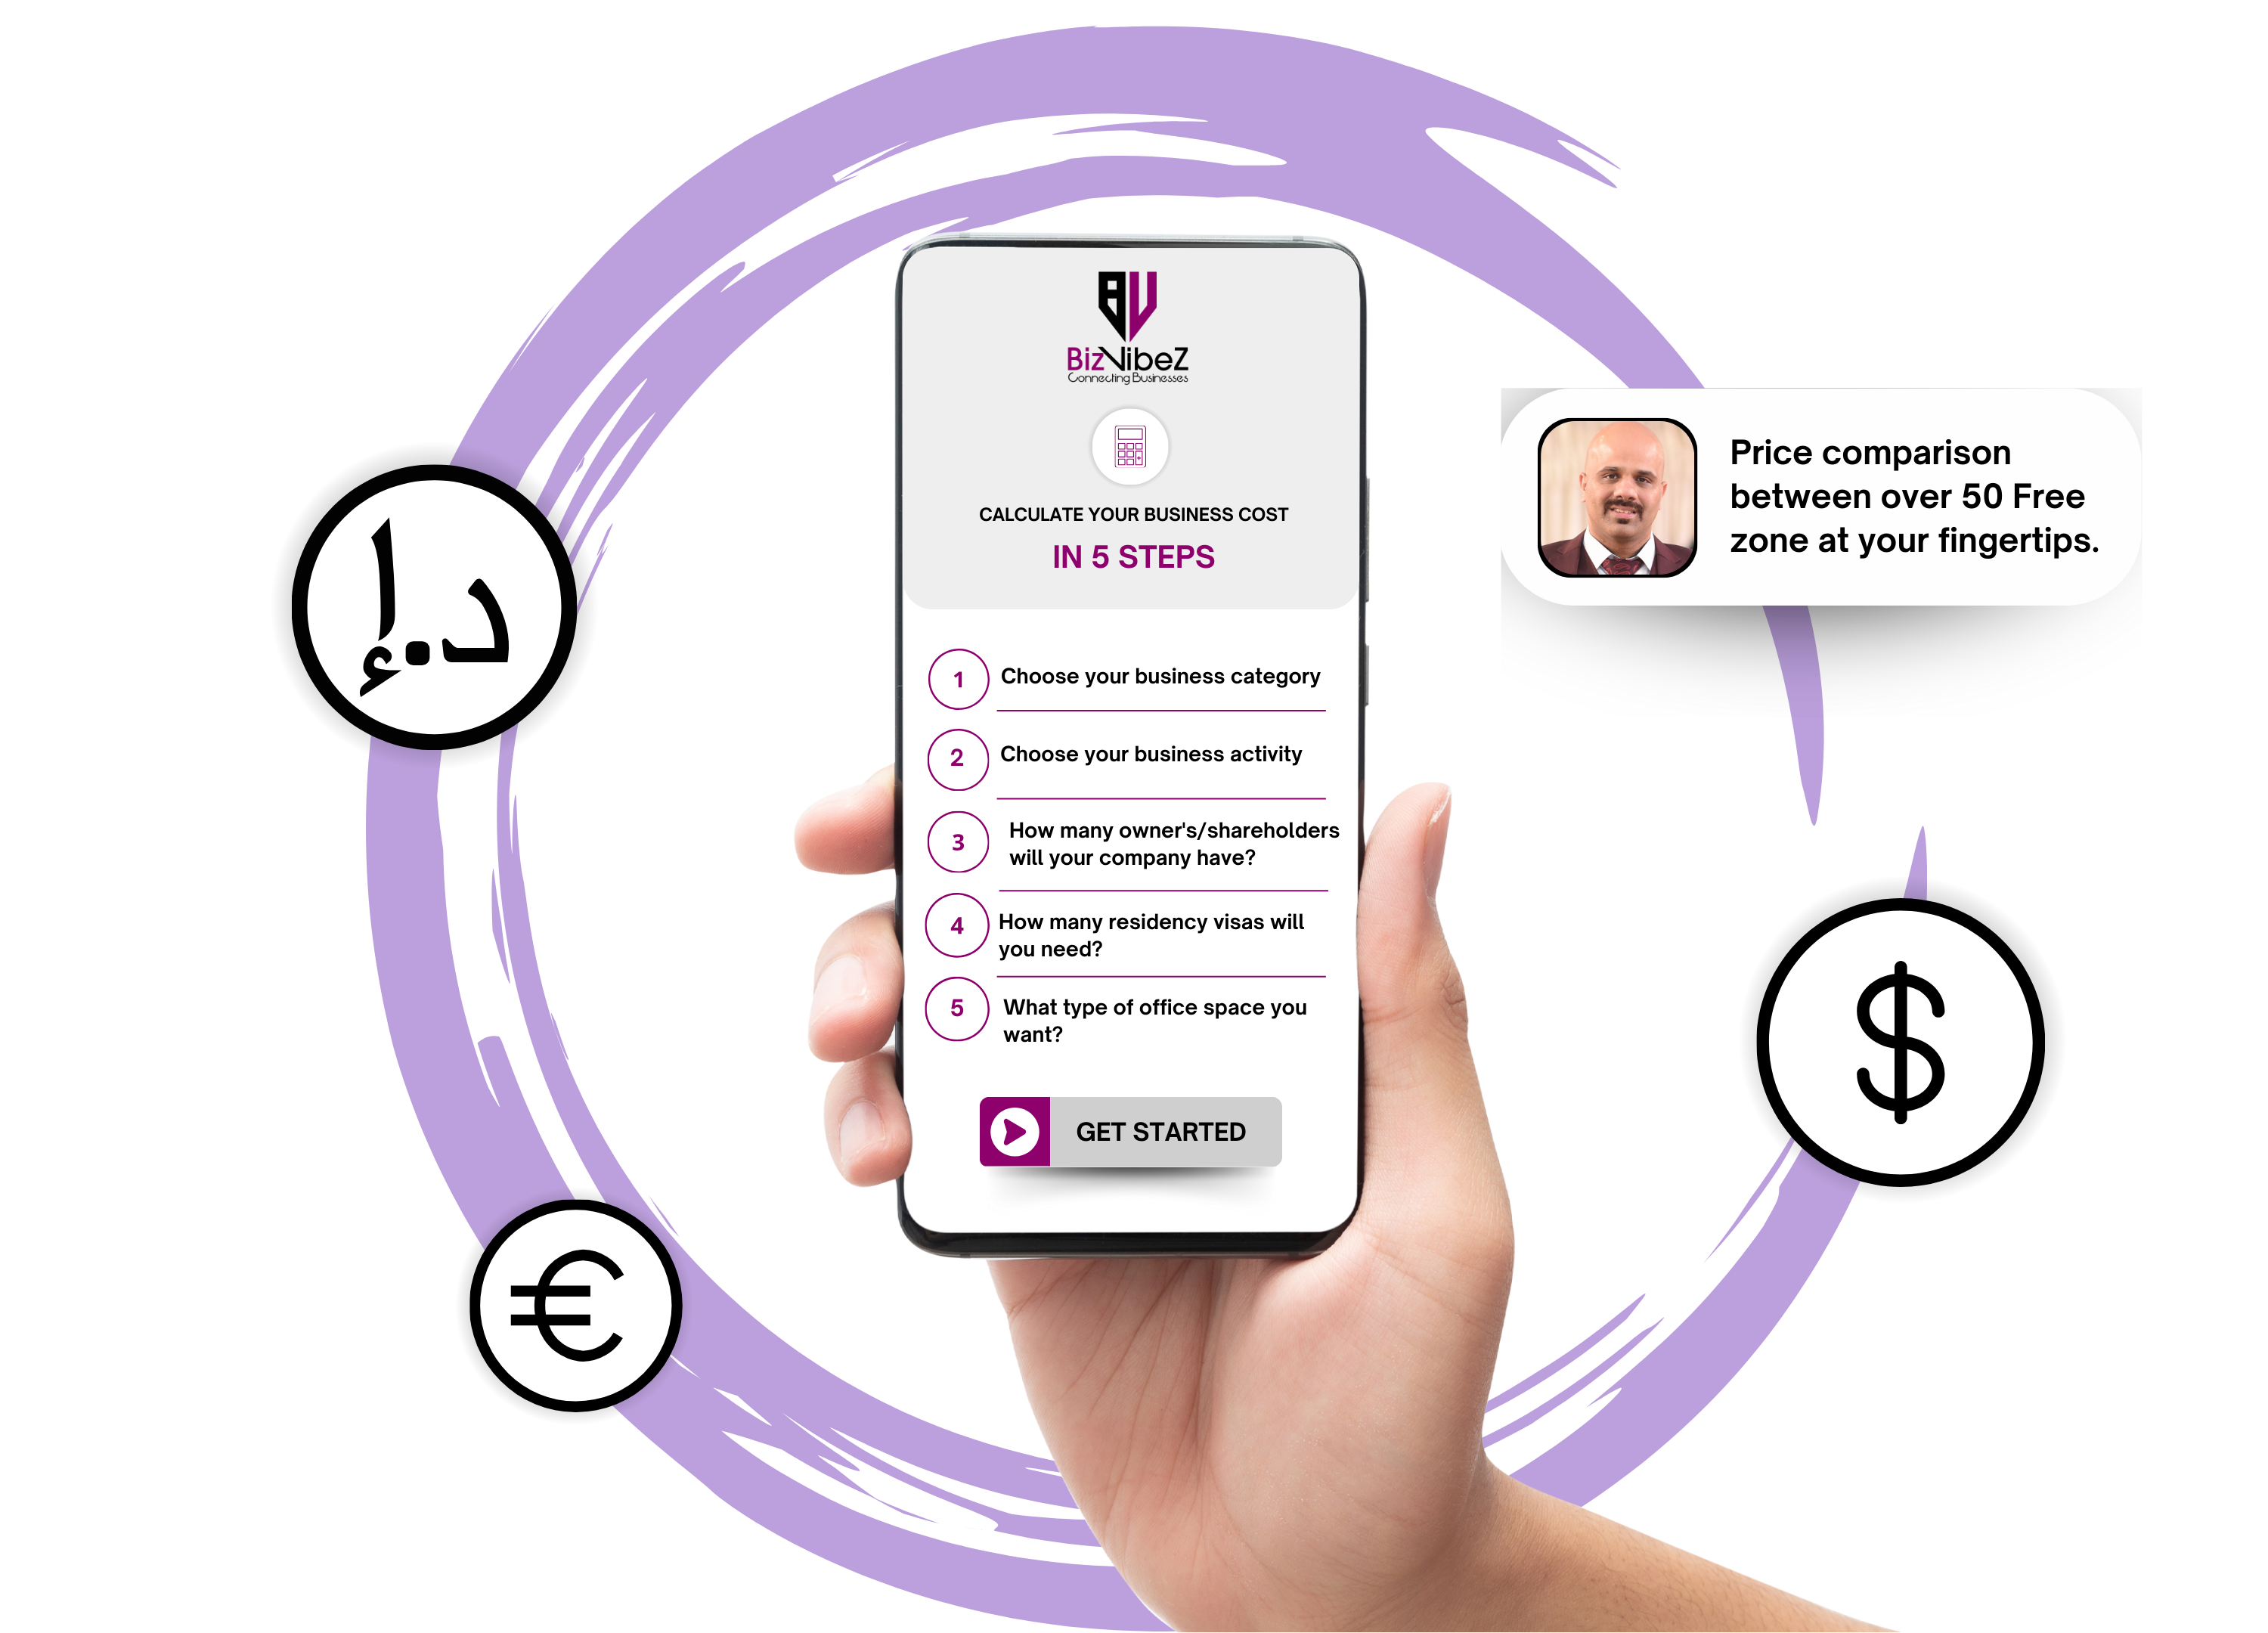 BV
BizVibeZ
Connecting Businesses
CALCULATE YOUR BUSINESS COST
IN 5 STEPS
1 Choose your business category
2 Choose your business activity
3 How many owner's/shareholders
will your company have?
4 How many residency visas will
you need?
5 What type of office space you
want?
GET STARTED
Price comparison
between over 50 Free
zone at your fingertips.
د.إ
€
$